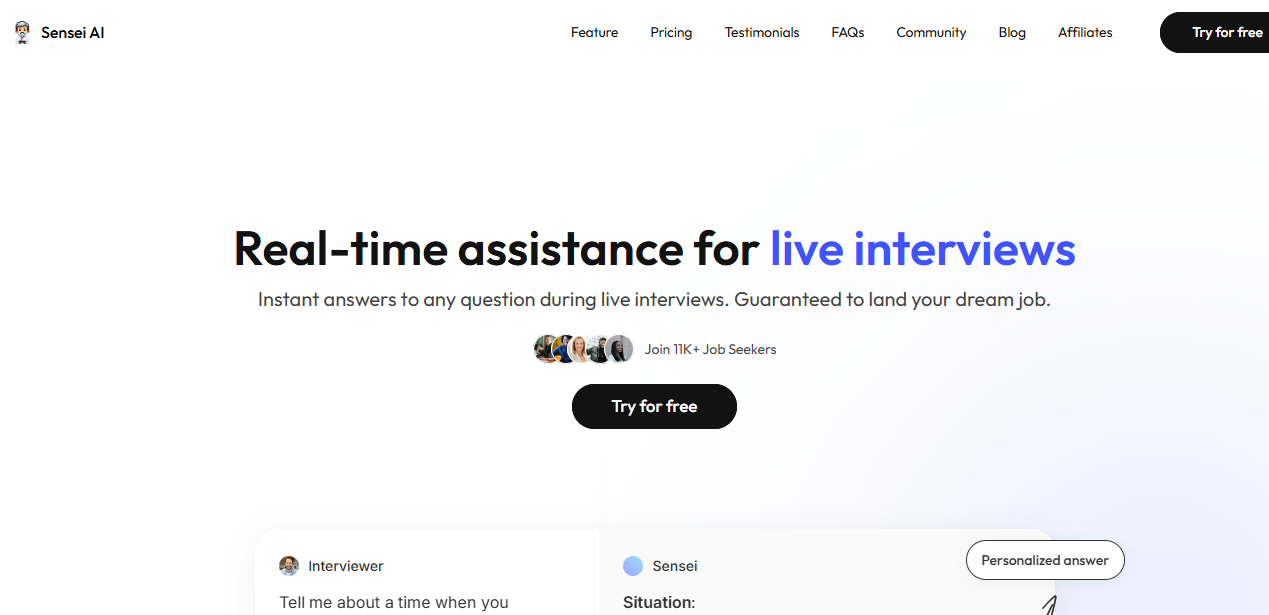 Sensei AI
Feature Pricing Testimonials FAQs Community Blog Affiliates Try for free
Real-time assistance for live interviews
Instant answers to any question during live interviews. Guaranteed to land your dream job.
Join 11K+ Job Seekers
Try for free
Interviewer
Tell me about a time when you
Sensei
Personalized answer
Situation: